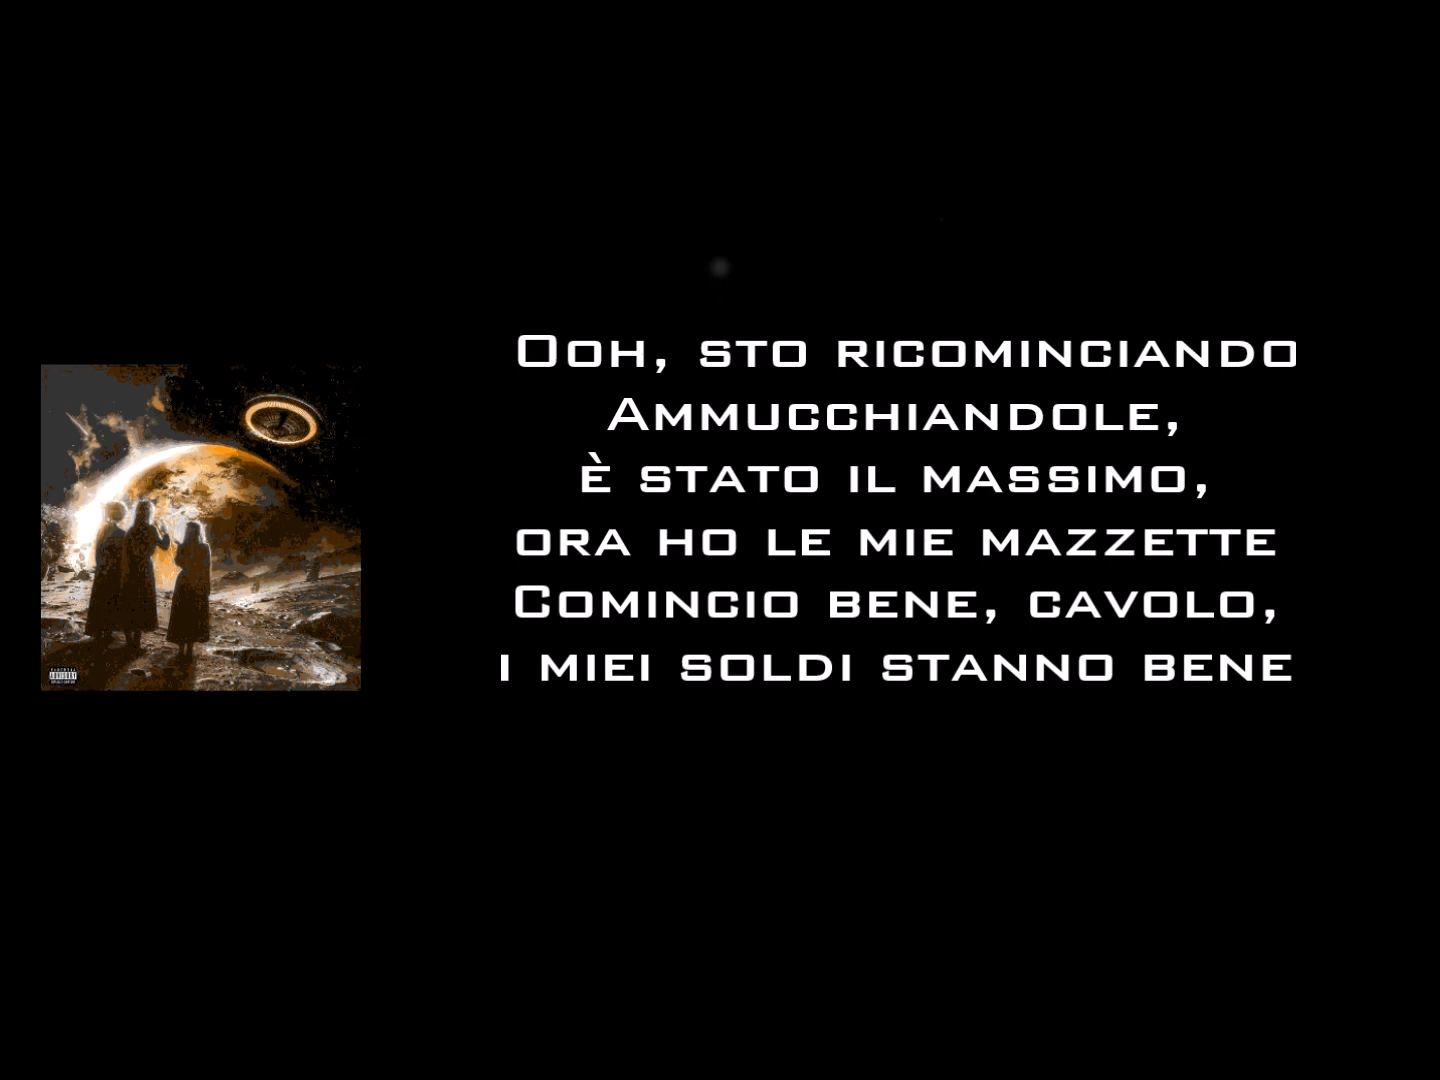 Ooh, sto ricominciando
Ammucchiandole,
È stato il massimo,
ora ho le mie mazzette
Comincio bene, cavolo,
i miei soldi stanno bene
ADVISORY